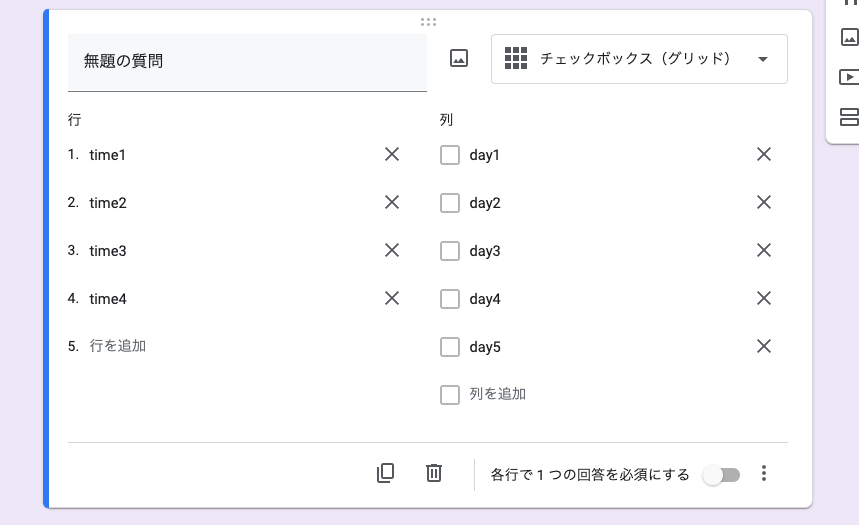 無題の質問
チェックボックス（グリッド）
行
列
1. time1
day1
2. time2
day2
3. time3
day3
4. time4
day4
5. 行を追加
day5
列を追加
各行で 1 つの回答を必須にする